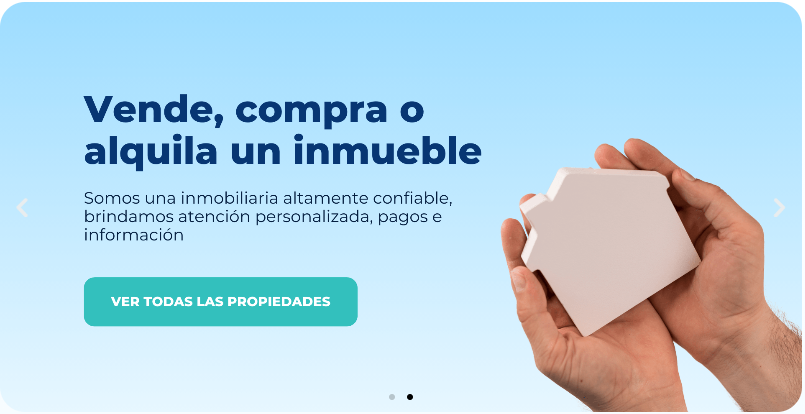 Vende, compra o
alquila un inmueble
Somos una inmobiliaria altamente confiable,
brindamos atención personalizada, pagos e
información
VER TODAS LAS PROPIEDADES